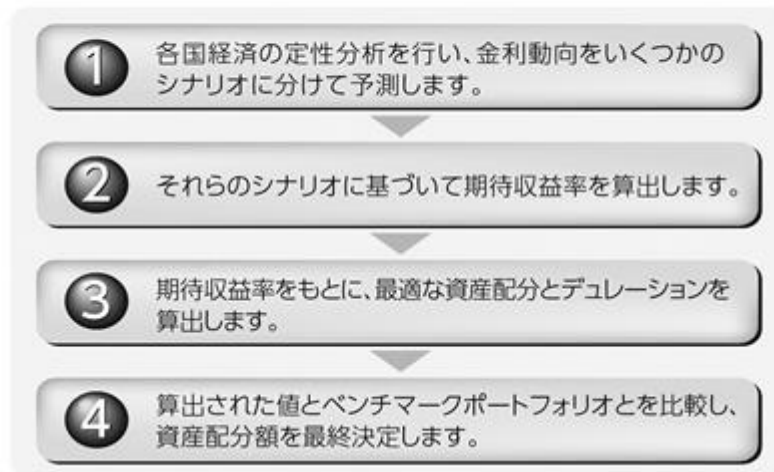 1 各国経済の定性分析を行い、金利動向をいくつかの
シナリオに分けて予測します。
2 それらのシナリオに基づいて期待収益率を算出します。
3 期待収益率をもとに、最適な資産配分とデュレーションを
算出します。
4 算出された値とベンチマークポートフォリオとを比較し、
資産配分額を最終決定します。